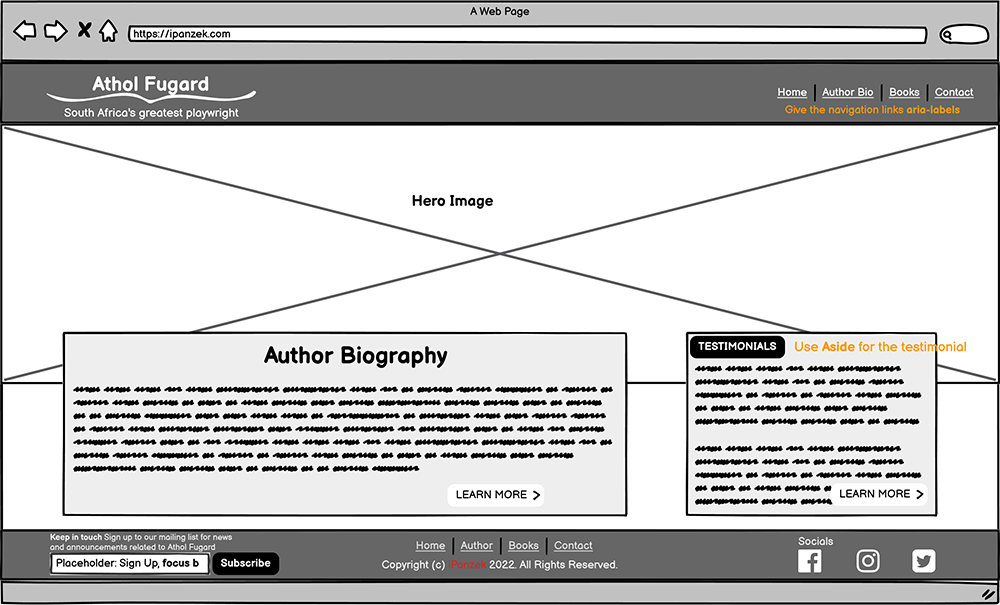 A Web Page
https://ipanzek.com
Athol Fugard
South Africa's greatest playwright
Home Author Bio Books Contact
Give the navigation links aria-labels
Hero Image
Author Biography
LEARN MORE >
TESTIMONIALS
Use Aside for the testimonial
LEARN MORE >
Keep in touch Sign up to our mailing list for news
and announcements related to Athol Fugard
Placeholder: Sign Up, focus b
Subscribe
Home Author Books Contact
Copyright (c) iPanzek 2022. All Rights Reserved.
Socials